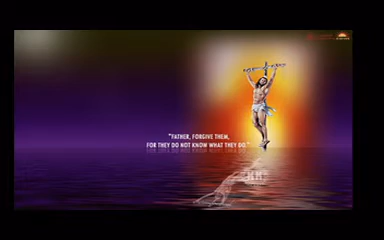 "FATHER, FORGIVE THEM,
FOR THEY DO NOT KNOW WHAT THEY DO."